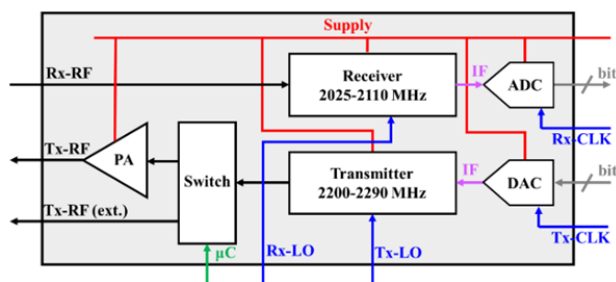 Supply
Rx-RF
Receiver
2025-2110 MHz
IF
ADC
bit
Rx-CLK
Tx-RF
PA
Switch
Transmitter
2200-2290 MHz
IF
DAC
bit
Tx-RF (ext.)
µC
Rx-LO
Tx-LO
Tx-CLK